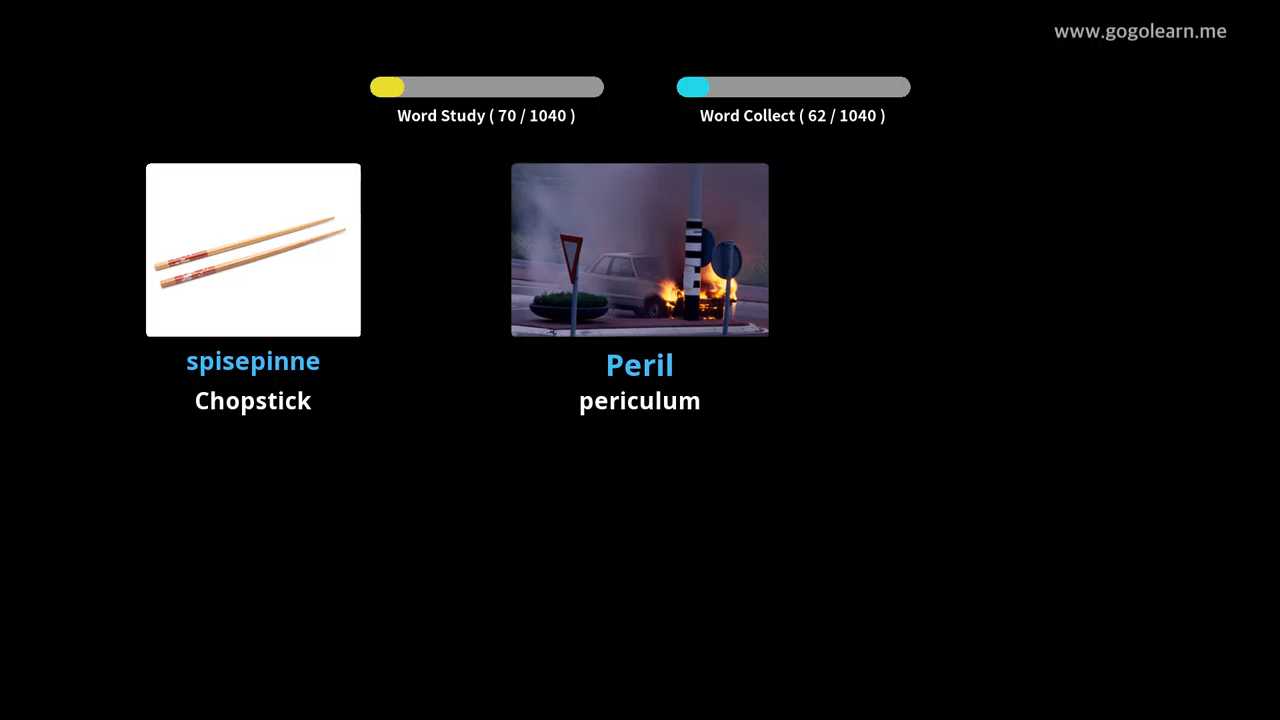 www.gogolearn.me
Word Study ( 70 / 1040 )
Word Collect ( 62 / 1040 )
spisepinne
Chopstick
Peril
periculum